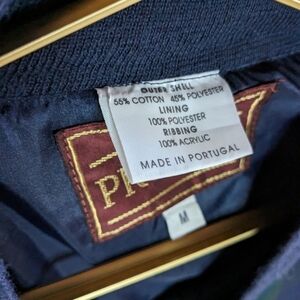 OUTER SHELL
55% COTTON 45% POLYESTER
LINING
100% POLYESTER
RIBBING
100% ACRYLIC
MADE IN PORTUGAL
M